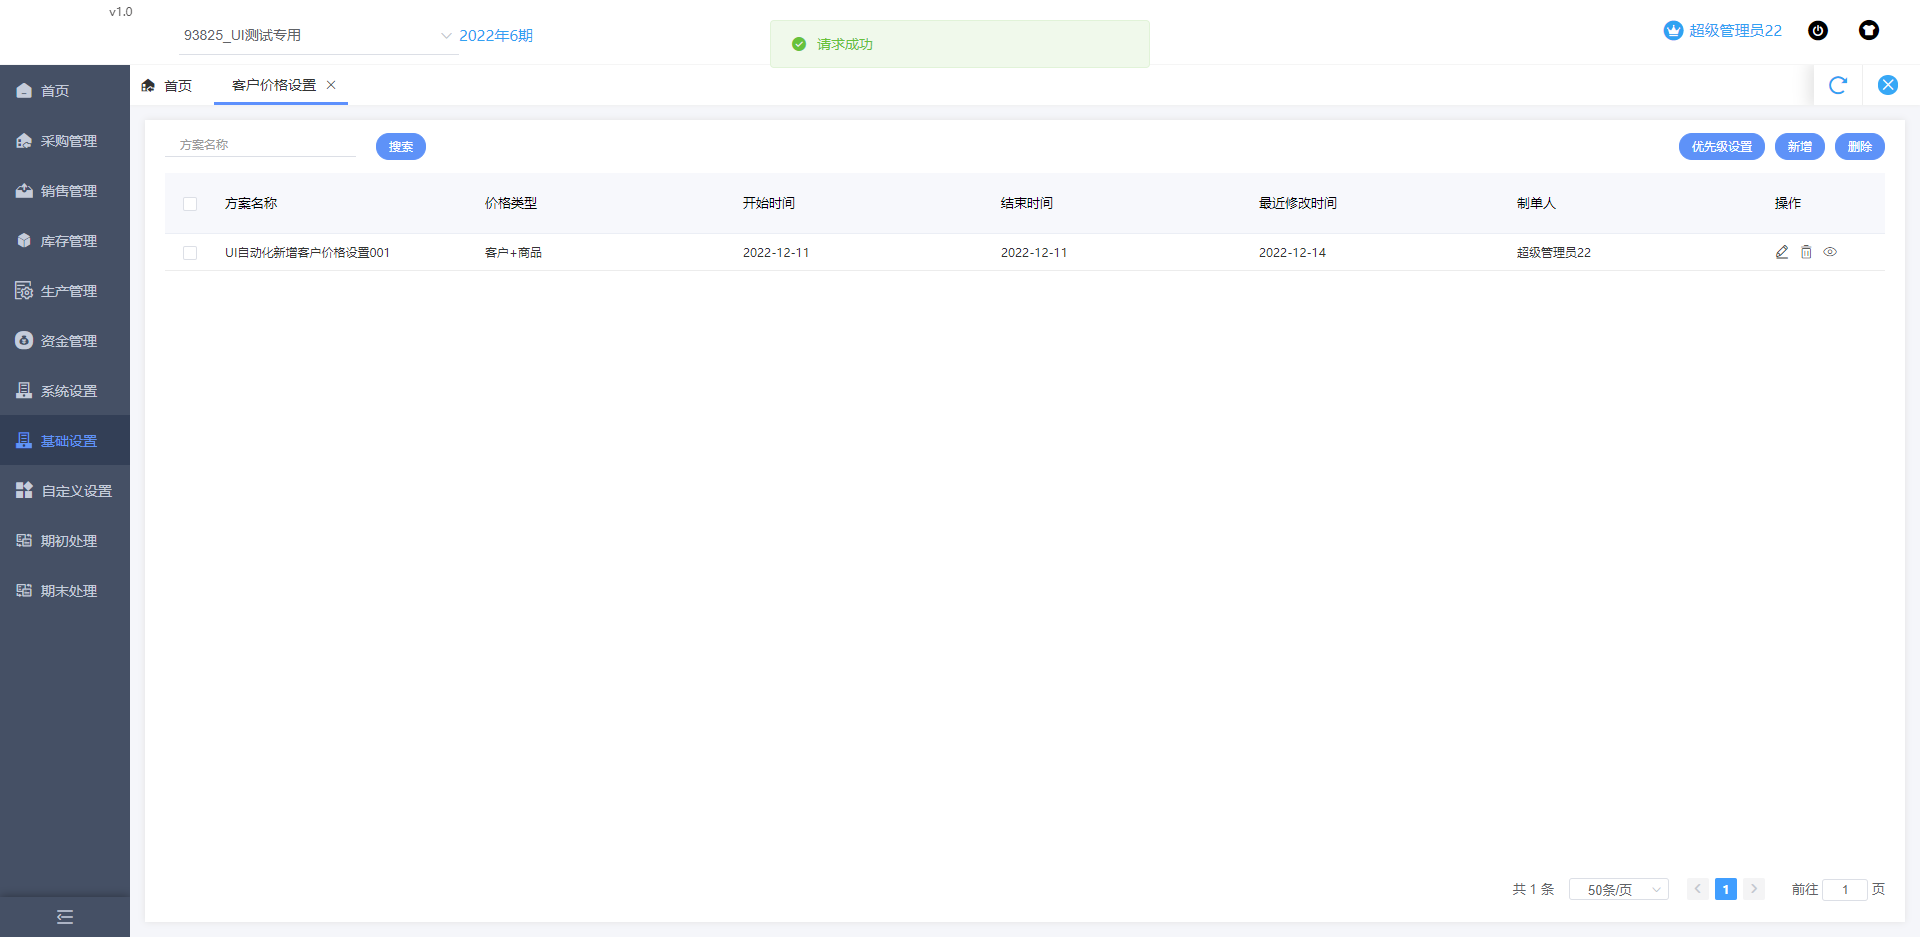 v1.0
93825_UI测试专用
2022年6期
请求成功
超级管理员22
首页
客户价格设置
首页
采购管理
销售管理
库存管理
生产管理
资金管理
系统设置
基础设置
自定义设置
期初处理
期末处理
方案名称
搜索
优先级设置
新增
删除
方案名称 价格类型 开始时间 结束时间 最近修改时间 制单人 操作
UI自动化新增客户价格设置001 客户+商品 2022-12-11 2022-12-11 2022-12-14 超级管理员22
共 1 条 50条/页 1 前往 1 页